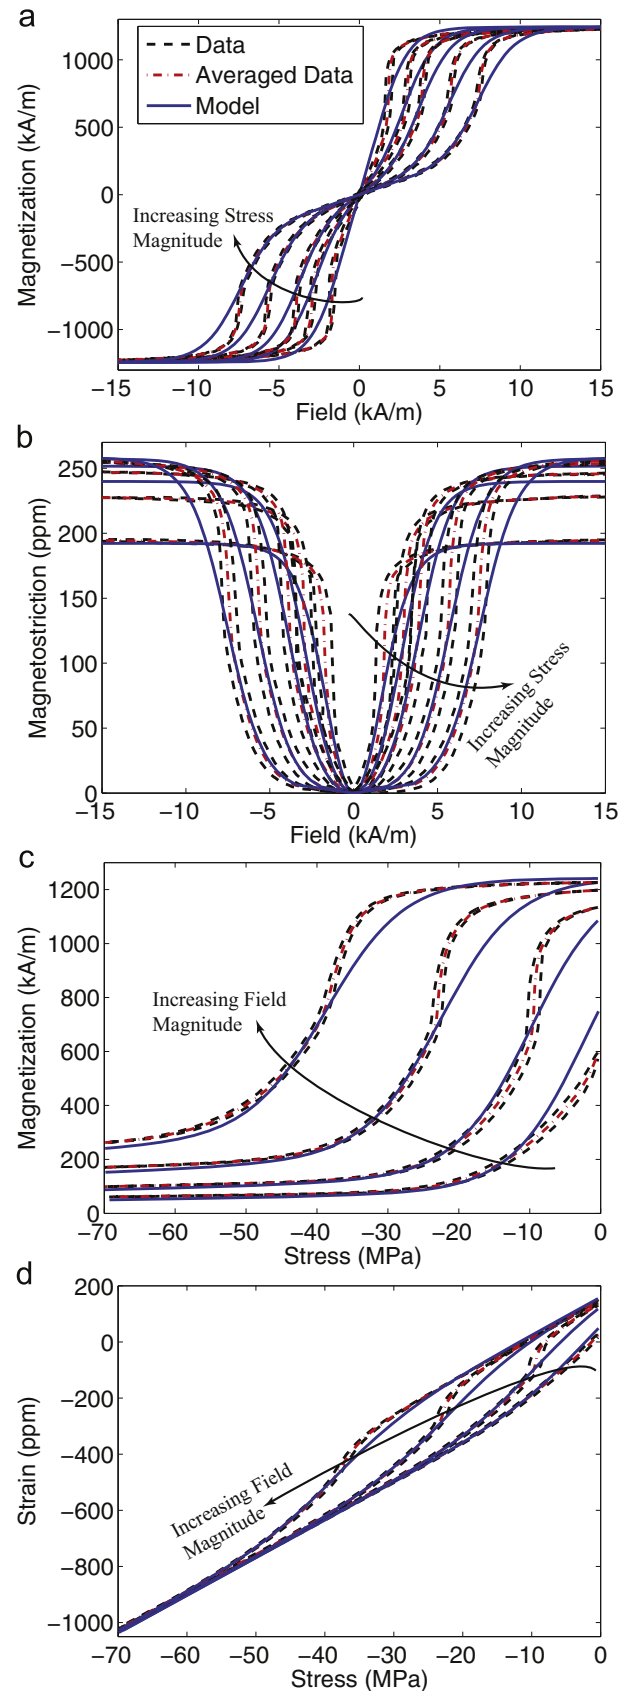 a
1000
500
0
−500
−1000
Magnetization (kA/m)
Data
Averaged Data
Model
Increasing Stress
Magnitude
−15 −10 −5 0 5 10 15
Field (kA/m)
b
250
200
150
100
50
0
Magnetostriction (ppm)
Increasing Stress
Magnitude
−15 −10 −5 0 5 10 15
Field (kA/m)
c
1200
1000
800
600
400
200
0
Magnetization (kA/m)
Increasing Field
Magnitude
−70 −60 −50 −40 −30 −20 −10 0
Stress (MPa)
d
200
0
−200
−400
−600
−800
−1000
Strain (ppm)
Increasing Field
Magnitude
−70 −60 −50 −40 −30 −20 −10 0
Stress (MPa)